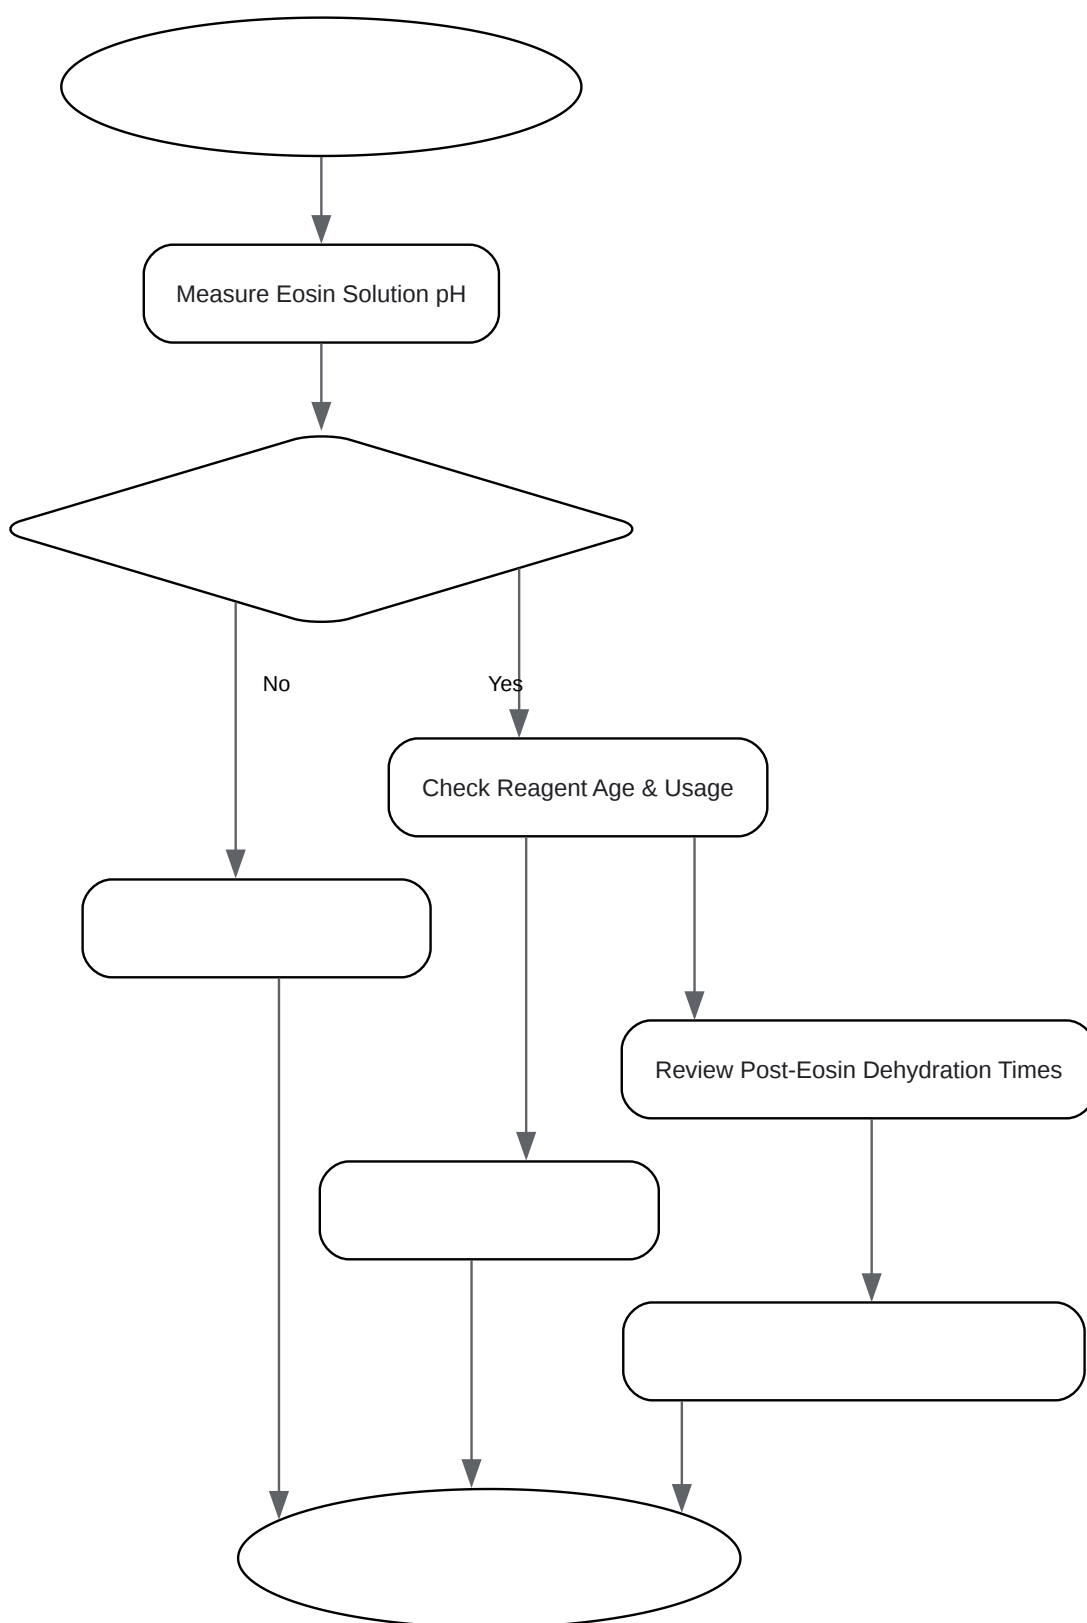 Measure Eosin Solution pH
No
Yes
Check Reagent Age & Usage
Review Post-Eosin Dehydration Times